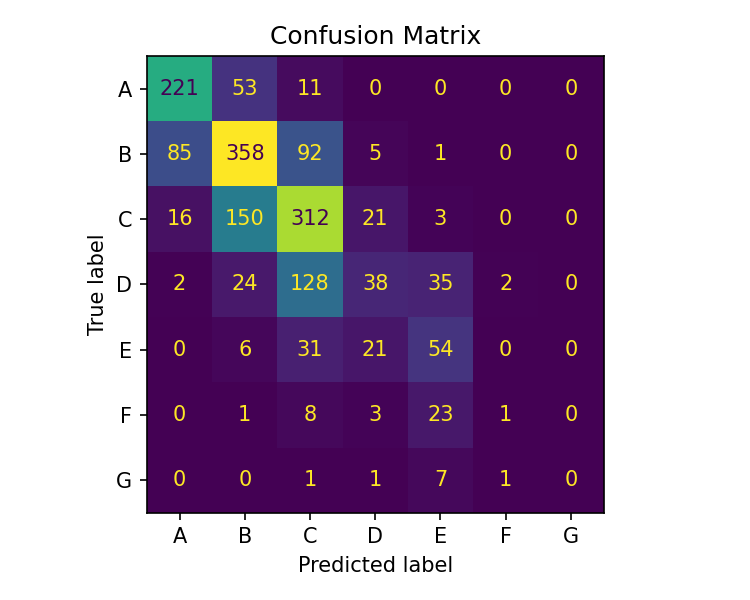 Confusion Matrix
A 221 53 11 0 0 0 0
B 85 358 92 5 1 0 0
C 16 150 312 21 3 0 0
D 2 24 128 38 35 2 0
E 0 6 31 21 54 0 0
F 0 1 8 3 23 1 0
G 0 0 1 1 7 1 0
A B C D E F G
Predicted label
True label